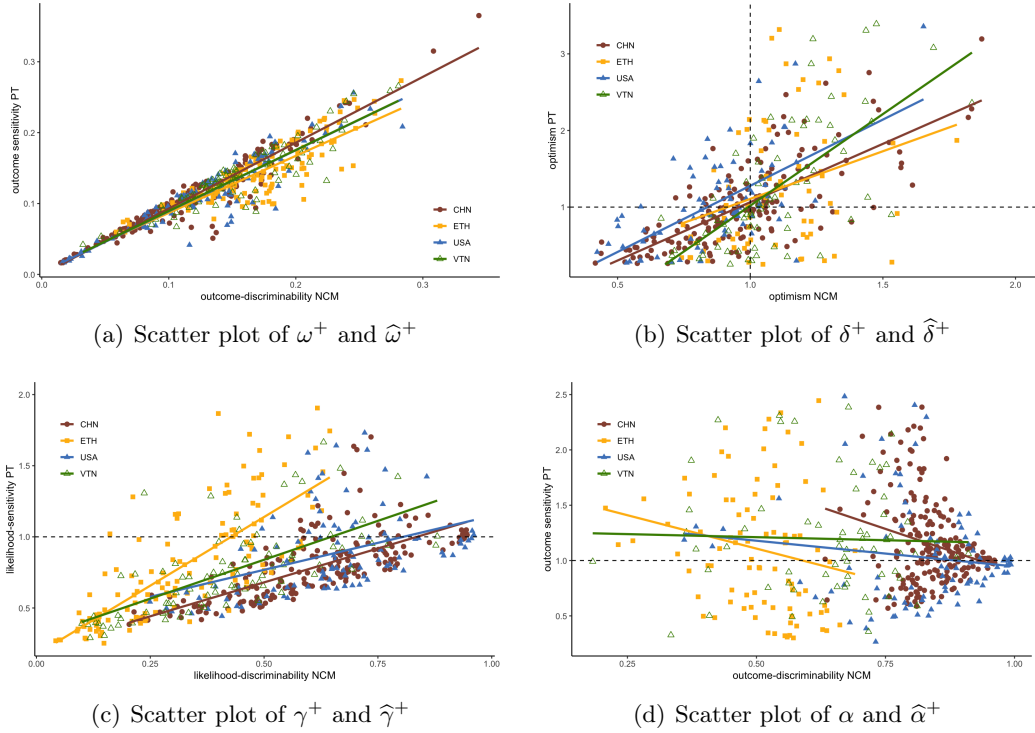 outcome sensitivity PT
0.3
0.2
0.1
0.0
CHN
ETH
USA
VTN
0.0
0.1
0.2
0.3
outcome-discriminability NCM
(a) Scatter plot of ω⁺ and ω̂⁺
optimism PT
3
2
1
CHN
ETH
USA
VTN
0.5
1.0
1.5
2.0
optimism NCM
(b) Scatter plot of δ⁺ and δ̂⁺
likelihood-sensitivity PT
2.0
1.5
1.0
0.5
CHN
ETH
USA
VTN
0.00
0.25
0.50
0.75
1.00
likelihood-discriminability NCM
(c) Scatter plot of γ⁺ and γ̂⁺
outcome sensitivity PT
2.5
2.0
1.5
1.0
0.5
CHN
ETH
USA
VTN
0.25
0.50
0.75
1.00
outcome-discriminability NCM
(d) Scatter plot of α and α̂⁺